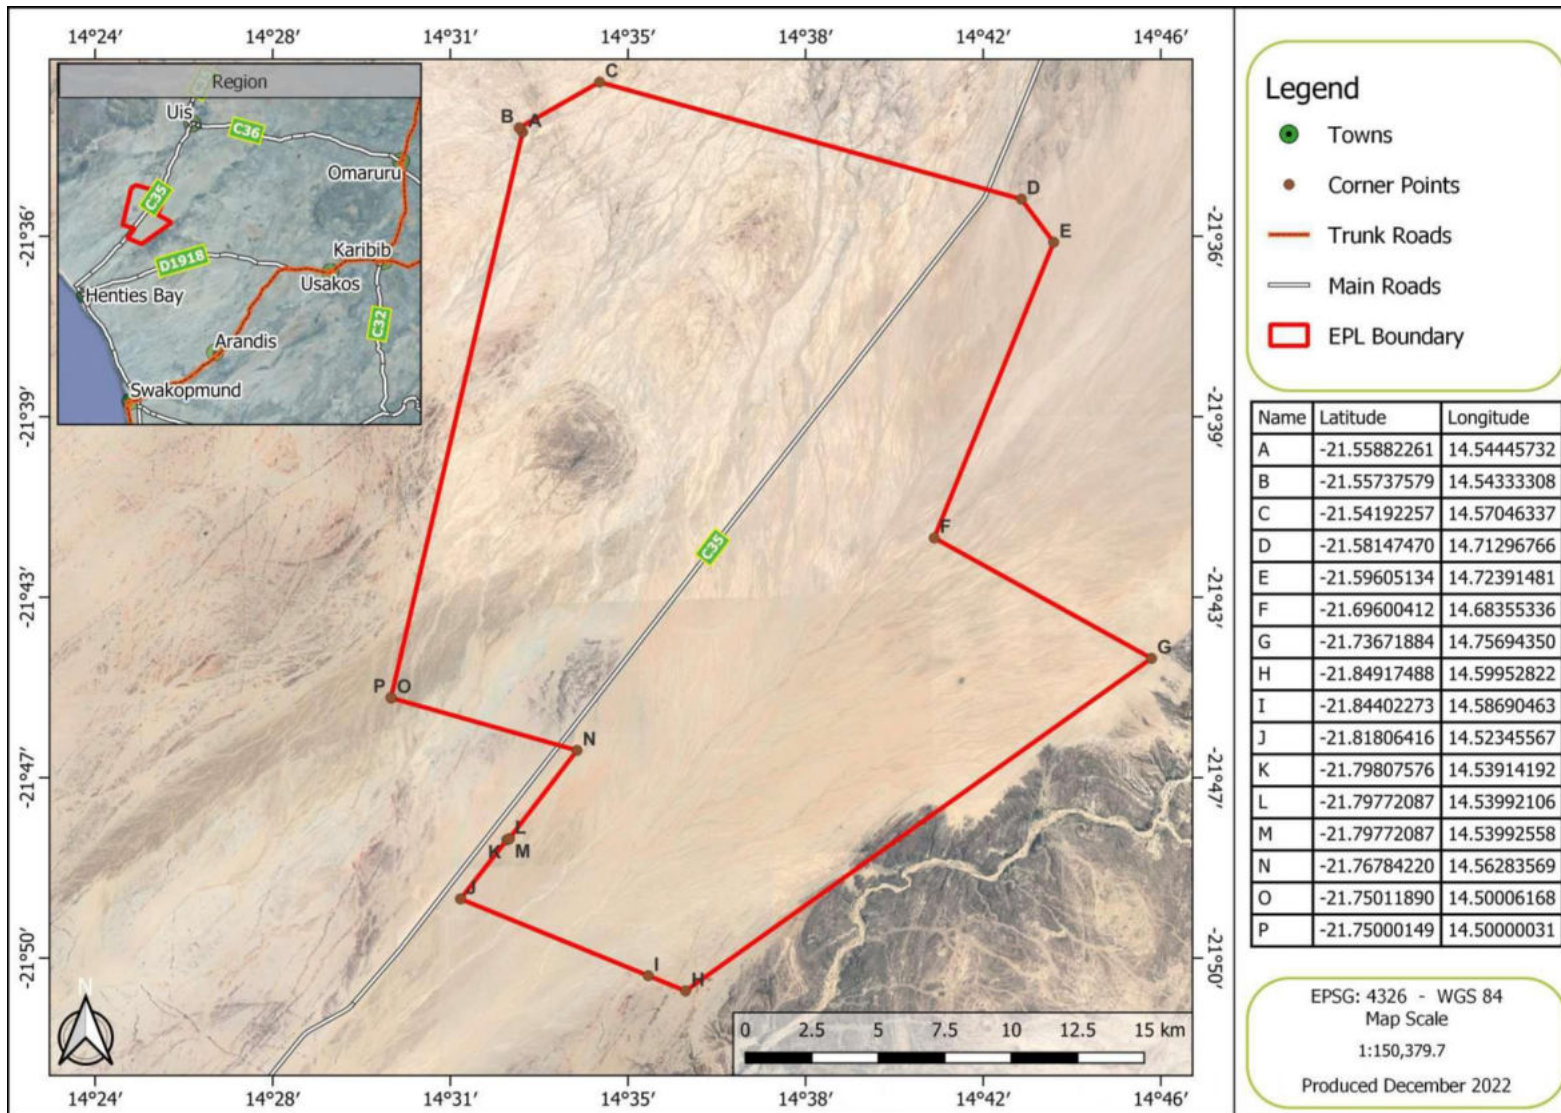 14°24' 14°28' 14°31' 14°35' 14°38' 14°42' 14°46'
Region
Uis
C36
C35
Omaruru
D1918
Karibib
Usakos
Henties Bay
C32
Arandis
Swakopmund
-21°36'
-21°39'
-21°43'
-21°47'
-21°50'
-21°36'
-21°39'
-21°43'
-21°47'
-21°50'
C
B A
D
E
F
C35
G
P O
N
L
K M
J
I
H
N
0 2.5 5 7.5 10 12.5 15 km
14°24' 14°28' 14°31' 14°35' 14°38' 14°42' 14°46'
Legend
Towns
Corner Points
Trunk Roads
Main Roads
EPL Boundary
Name Latitude Longitude
A -21.55882261 14.54445732
B -21.55737579 14.54333308
C -21.54192257 14.57046337
D -21.58147470 14.71296766
E -21.59605134 14.72391481
F -21.69600412 14.68355336
G -21.73671884 14.75694350
H -21.84917488 14.59952822
I -21.84402273 14.58690463
J -21.81806416 14.52345567
K -21.79807576 14.53914192
L -21.79772087 14.53992106
M -21.79772087 14.53992558
N -21.76784220 14.56283569
O -21.75011890 14.50006168
P -21.75000149 14.50000031
EPSG: 4326 - WGS 84
Map Scale
1:150,379.7
Produced December 2022